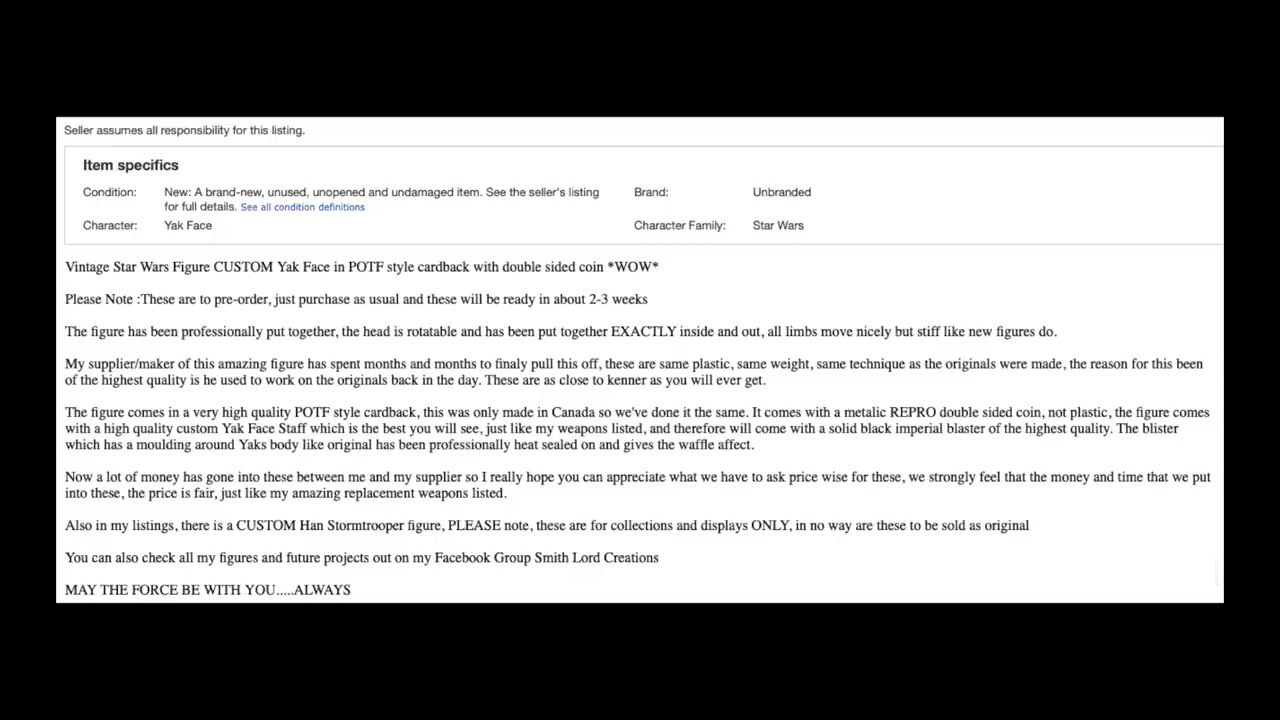 Seller assumes all responsibility for this listing.
Item specifics
Condition: New: A brand-new, unused, unopened and undamaged item. See the seller's listing Brand: Unbranded
for full details. See all condition definitions
Character: Yak Face Character Family: Star Wars
Vintage Star Wars Figure CUSTOM Yak Face in POTF style cardback with double sided coin *WOW*
Please Note :These are to pre-order, just purchase as usual and these will be ready in about 2-3 weeks
The figure has been professionally put together, the head is rotatable and has been put together EXACTLY inside and out, all limbs move nicely but stiff like new figures do.
My supplier/maker of this amazing figure has spent months and months to finaly pull this off, these are same plastic, same weight, same technique as the originals were made, the reason for this been
of the highest quality is he used to work on the originals back in the day. These are as close to kenner as you will ever get.
The figure comes in a very high quality POTF style cardback, this was only made in Canada so we've done it the same. It comes with a metalic REPRO double sided coin, not plastic, the figure comes
with a high quality custom Yak Face Staff which is the best you will see, just like my weapons listed, and therefore will come with a solid black imperial blaster of the highest quality. The blister
which has a moulding around Yaks body like original has been professionally heat sealed on and gives the waffle affect.
Now a lot of money has gone into these between me and my supplier so I really hope you can appreciate what we have to ask price wise for these, we strongly feel that the money and time that we put
into these, the price is fair, just like my amazing replacement weapons listed.
Also in my listings, there is a CUSTOM Han Stormtrooper figure, PLEASE note, these are for collections and displays ONLY, in no way are these to be sold as original
You can also check all my figures and future projects out on my Facebook Group Smith Lord Creations
MAY THE FORCE BE WITH YOU.....ALWAYS